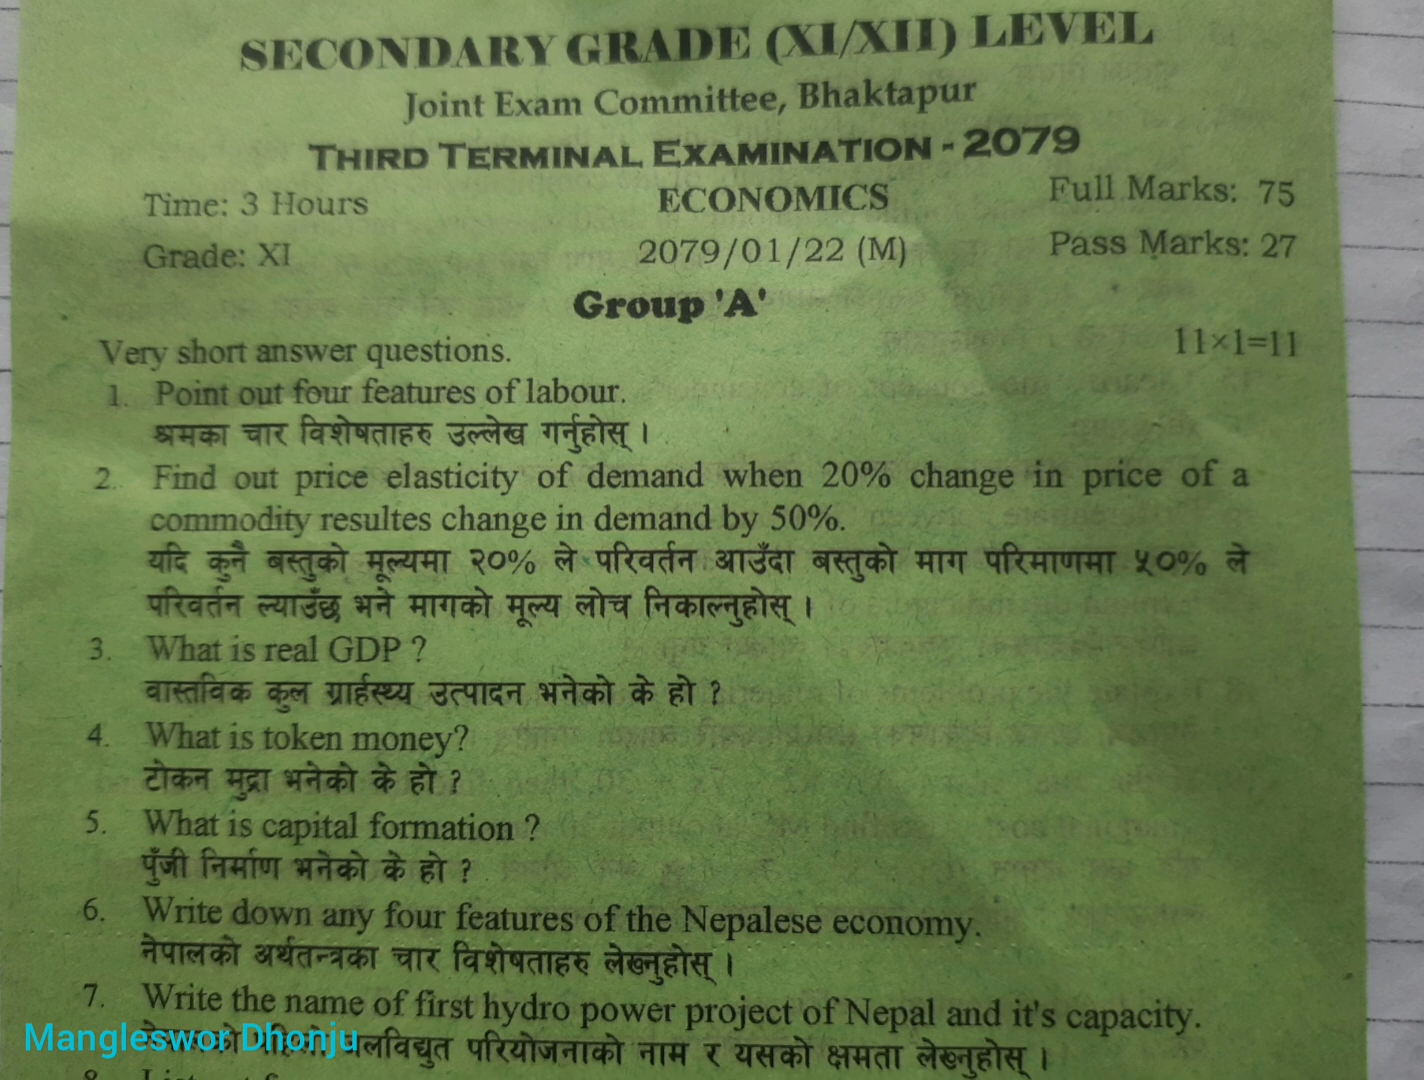 SECONDARY GRADE (XI/XII) LEVEL
Joint Exam Committee, Bhaktapur
THIRD TERMINAL EXAMINATION - 2079
Time: 3 Hours ECONOMICS Full Marks: 75
Grade: XI 2079/01/22 (M) Pass Marks: 27
Group 'A'
Very short answer questions. 11×1=11
1. Point out four features of labour.
श्रमका चार विशेषताहरु उल्लेख गर्नुहोस् ।
2. Find out price elasticity of demand when 20% change in price of a
commodity resultes change in demand by 50%.
यदि कुनै बस्तुको मूल्यमा २०% ले परिवर्तन आउँदा बस्तुको माग परिमाणमा ५०% ले
परिवर्तन ल्याउँछ भने मागको मूल्य लोच निकाल्नुहोस् ।
3. What is real GDP ?
वास्तविक कुल ग्रार्हस्थ्य उत्पादन भनेको के हो ?
4. What is token money?
टोकन मुद्रा भनेको के हो ?
5. What is capital formation ?
पुँजी निर्माण भनेको के हो ?
6. Write down any four features of the Nepalese economy.
नेपालको अर्थतन्त्रका चार विशेषताहरु लेख्नुहोस् ।
7. Write the name of first hydro power project of Nepal and it's capacity.
Mangleswor Dhonju
परियोजनाको नाम र यसको क्षमता लेख्नुहोस् ।